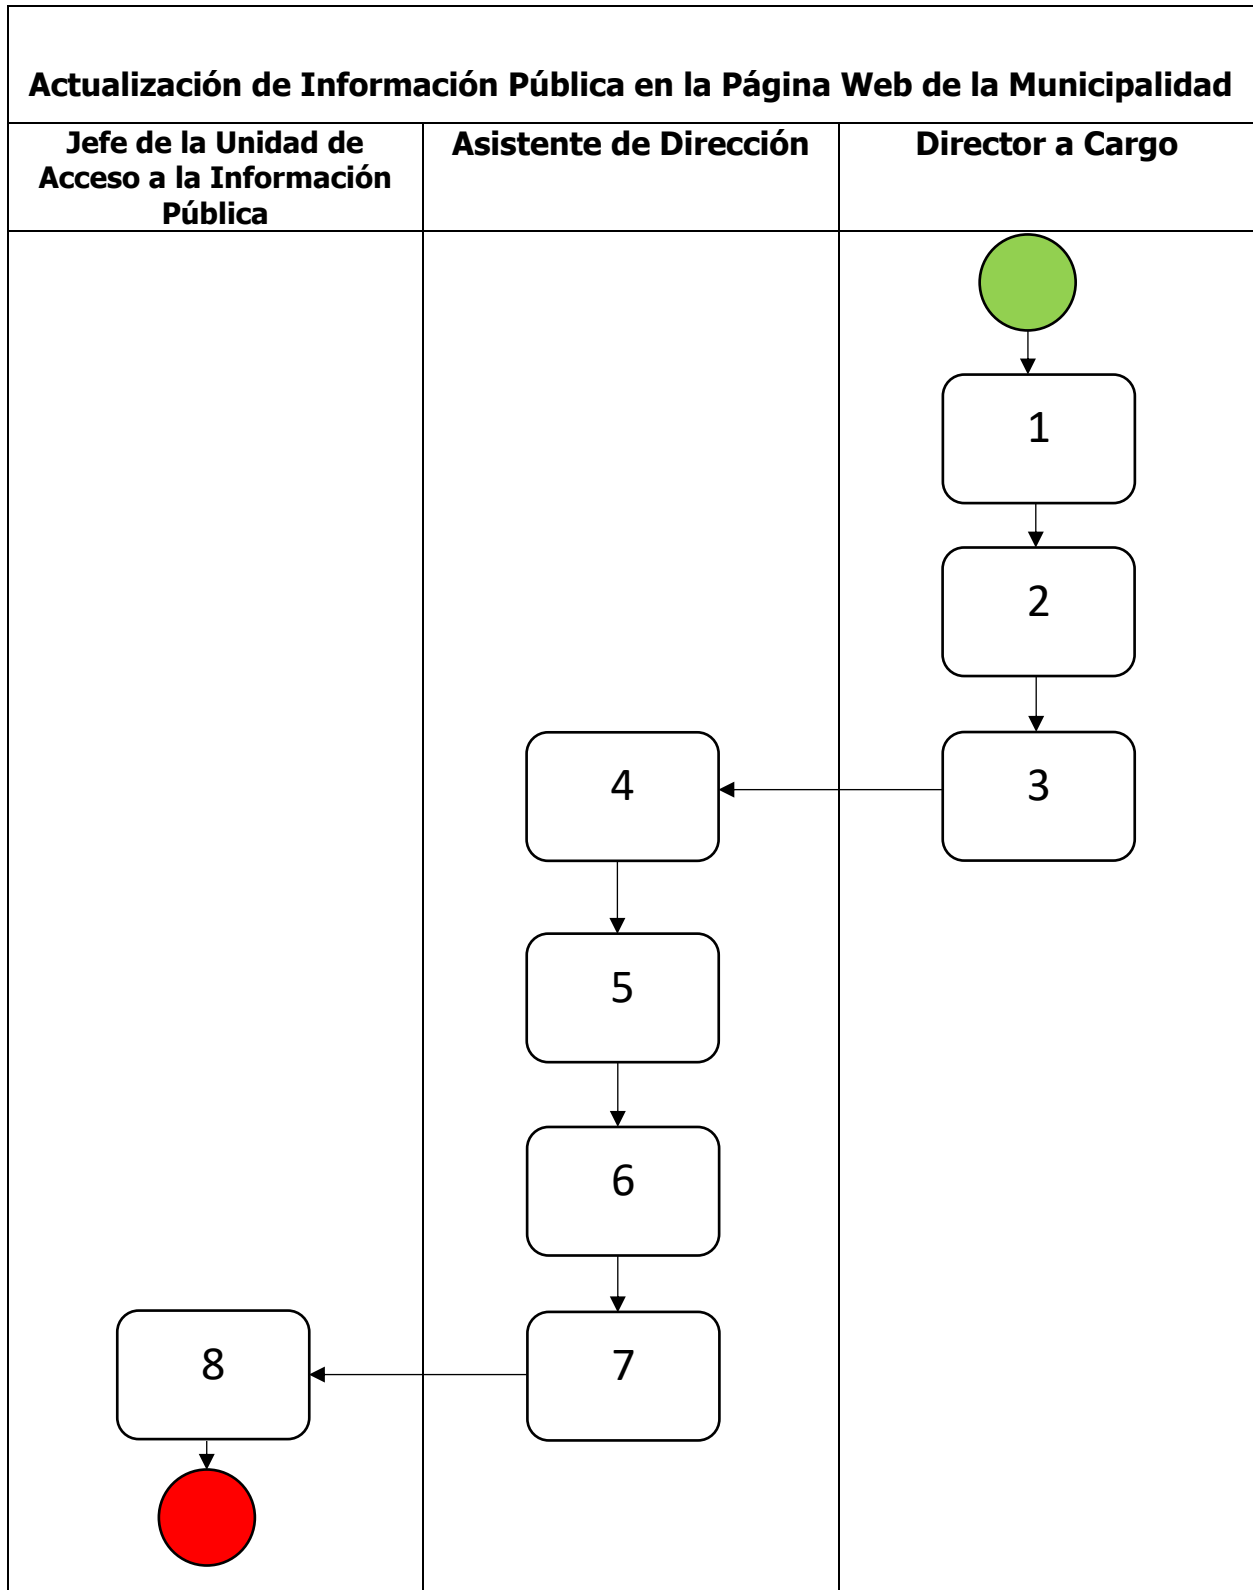 Actualización de Información Pública en la Página Web de la Municipalidad
Jefe de la Unidad de
Acceso a la Información
Pública
Asistente de Dirección
Director a Cargo
1
2
3
4
5
6
7
8